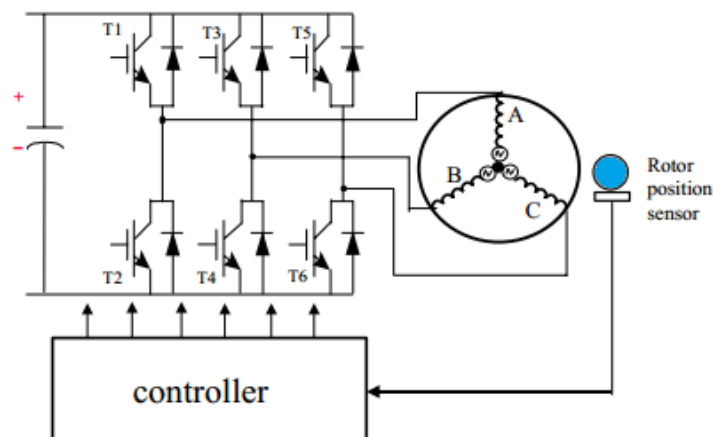 T1
T3
T5
+
A
B
C
Rotor
position
sensor
−
T2
T4
T6
controller